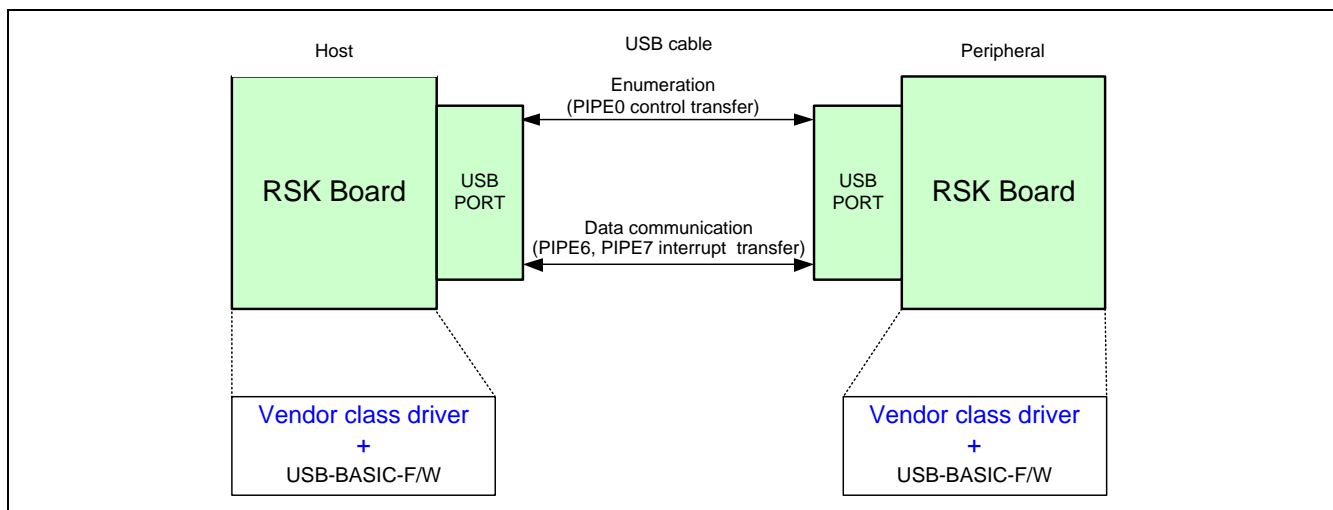 Host
USB cable
Peripheral
Enumeration
(PIPE0 control transfer)
RSK Board
USB
PORT
USB
PORT
RSK Board
Data communication
(PIPE6, PIPE7 interrupt  transfer)
Vendor class driver
+
USB-BASIC-F/W
Vendor class driver
+
USB-BASIC-F/W